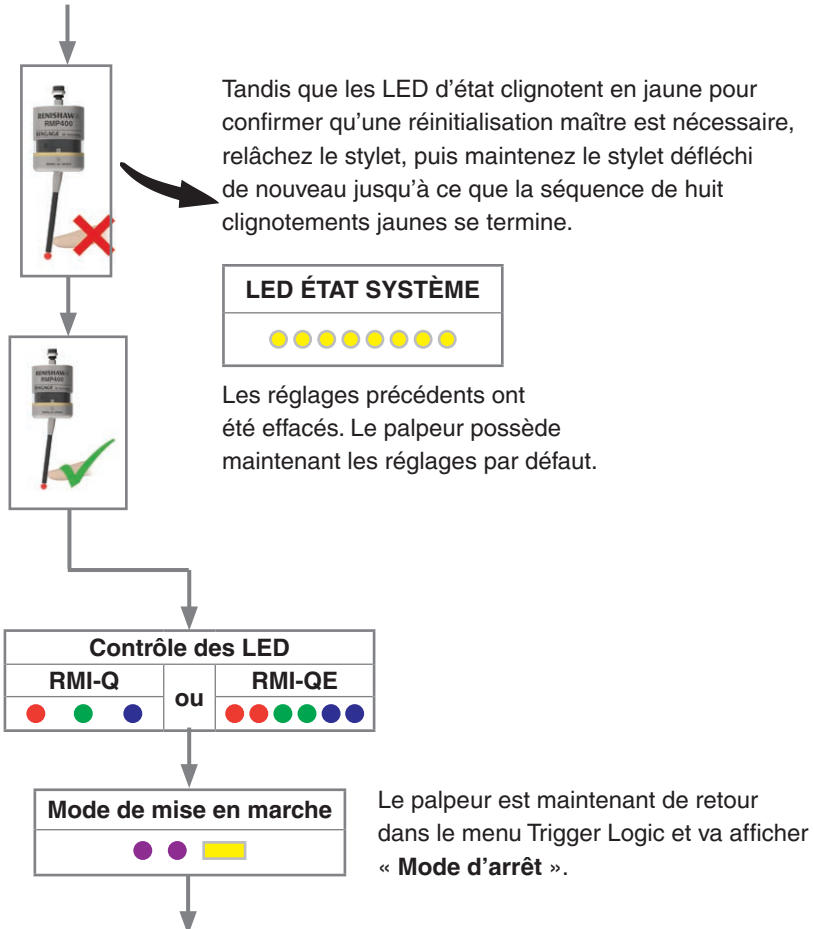 RENISHAW
RMP400
Tandis que les LED d'état clignotent en jaune pour
confirmer qu'une réinitialisation maître est nécessaire,
relâchez le stylet, puis maintenez le stylet défléchi
de nouveau jusqu'à ce que la séquence de huit
clignotements jaunes se termine.
LED ÉTAT SYSTÈME
RENISHAW
RMP400
Les réglages précédents ont
été effacés. Le palpeur possède
maintenant les réglages par défaut.
Contrôle des LED
RMI-Q ou RMI-QE
Mode de mise en marche
Le palpeur est maintenant de retour
dans le menu Trigger Logic et va afficher
« Mode d'arrêt ».